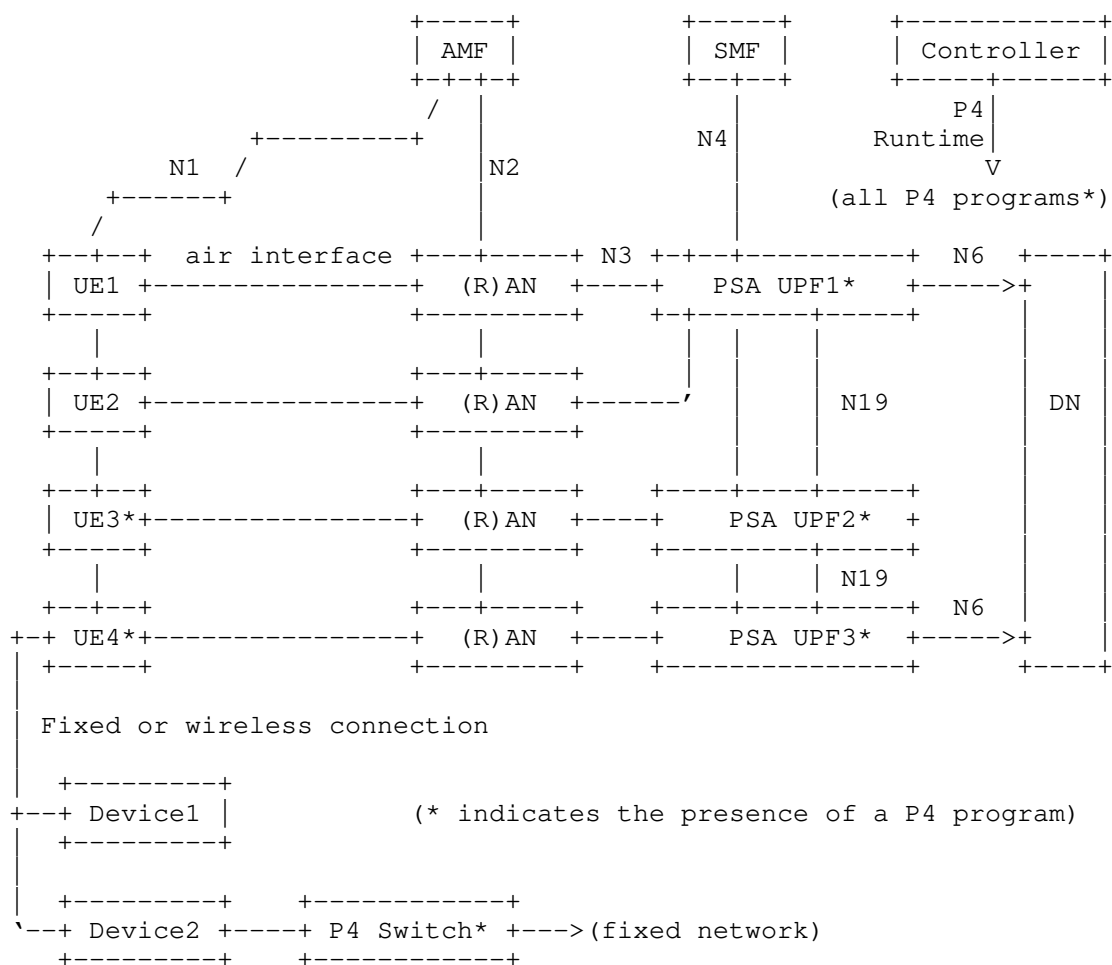 AMF SMF Controller
P4
N4 Runtime
N1 N2
(all P4 programs*)
air interface N3 N6
UE1 (R)AN PSA UPF1*
UE2 (R)AN N19 DN
UE3* (R)AN PSA UPF2*
N19
N6
UE4* (R)AN PSA UPF3*
Fixed or wireless connection
Device1 (* indicates the presence of a P4 program)
Device2 P4 Switch* (fixed network)